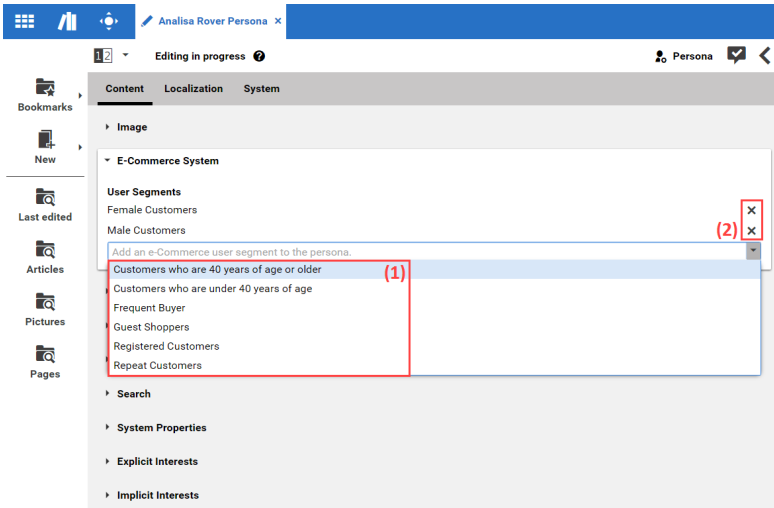 Analisa Rover Persona ×
12 Editing in progress ? Persona
Content Localization System
Bookmarks
New
Last edited
Articles
Pictures
Pages
Image
E-Commerce System
User Segments
Female Customers
Male Customers
(2)
Add an e-Commerce user segment to the persona.
Customers who are 40 years of age or older
(1)
Customers who are under 40 years of age
Frequent Buyer
Guest Shoppers
Registered Customers
Repeat Customers
Search
System Properties
Explicit Interests
Implicit Interests